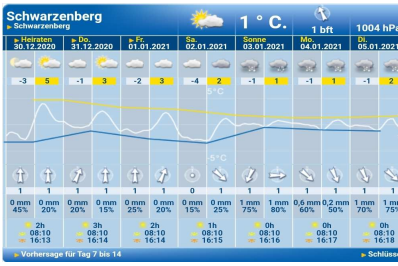 Schwarzenberg
▸ Schwarzenberg
1 ° C.
1 bft
1004 hPa
▸ Heiraten ▸ Do. ▸ Fr. Sa. Sonne Mo. Di.
30.12.2020 31.12.2020 01.01.2021 02.01.2021 03.01.2021 04.01.2021 05.01.2021
-3 5 -1 3 -2 3 -4 2 -1 1 -1 1 -1 2
5°C
-5°C
1 1 1 1 1 1 0 1 1 1 1 1 1 1
0 mm 0 mm 0 mm 0 mm 0 mm 0 mm 0 mm 0 mm 1 mm 1 mm 0,6 mm 0,2 mm 1 mm 1 mm
45% 20% 20% 15% 25% 20% 15% 25% 75% 80% 60% 50% 70% 75%
2h 3h 2h 1h 0h 0h 0h
08:10 08:10 08:10 08:10 08:10 08:10 08:10
16:13 16:14 16:14 16:15 16:16 16:17 16:18
▸ Vorhersage für Tag 7 bis 14
▸ Schlüss